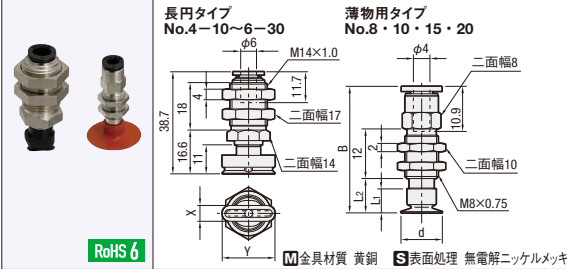 RoHS 6
長円タイプ
No.4－10～6－30
φ6
M14×1.0
4
11.7
18
38.7
二面幅17
16.6
11
二面幅14
X
Y
薄物用タイプ
No.8・10・15・20
φ4
二面幅8
10.9
B
12
2
二面幅10
L2
L1
M8×0.75
d
M金具材質 黄銅 S表面処理 無電解ニッケルメッキ